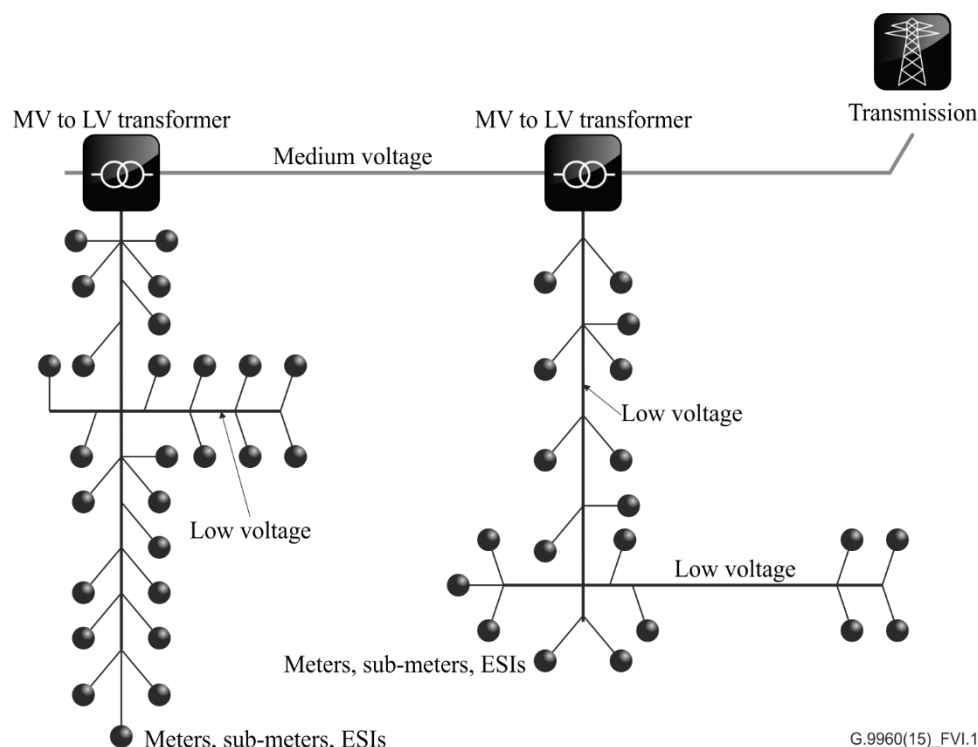 Transmission
MV to LV transformer
MV to LV transformer
Medium voltage
Low voltage
Low voltage
Low voltage
Meters, sub-meters, ESIs
Meters, sub-meters, ESIs
G.9960(15)_FVI.1